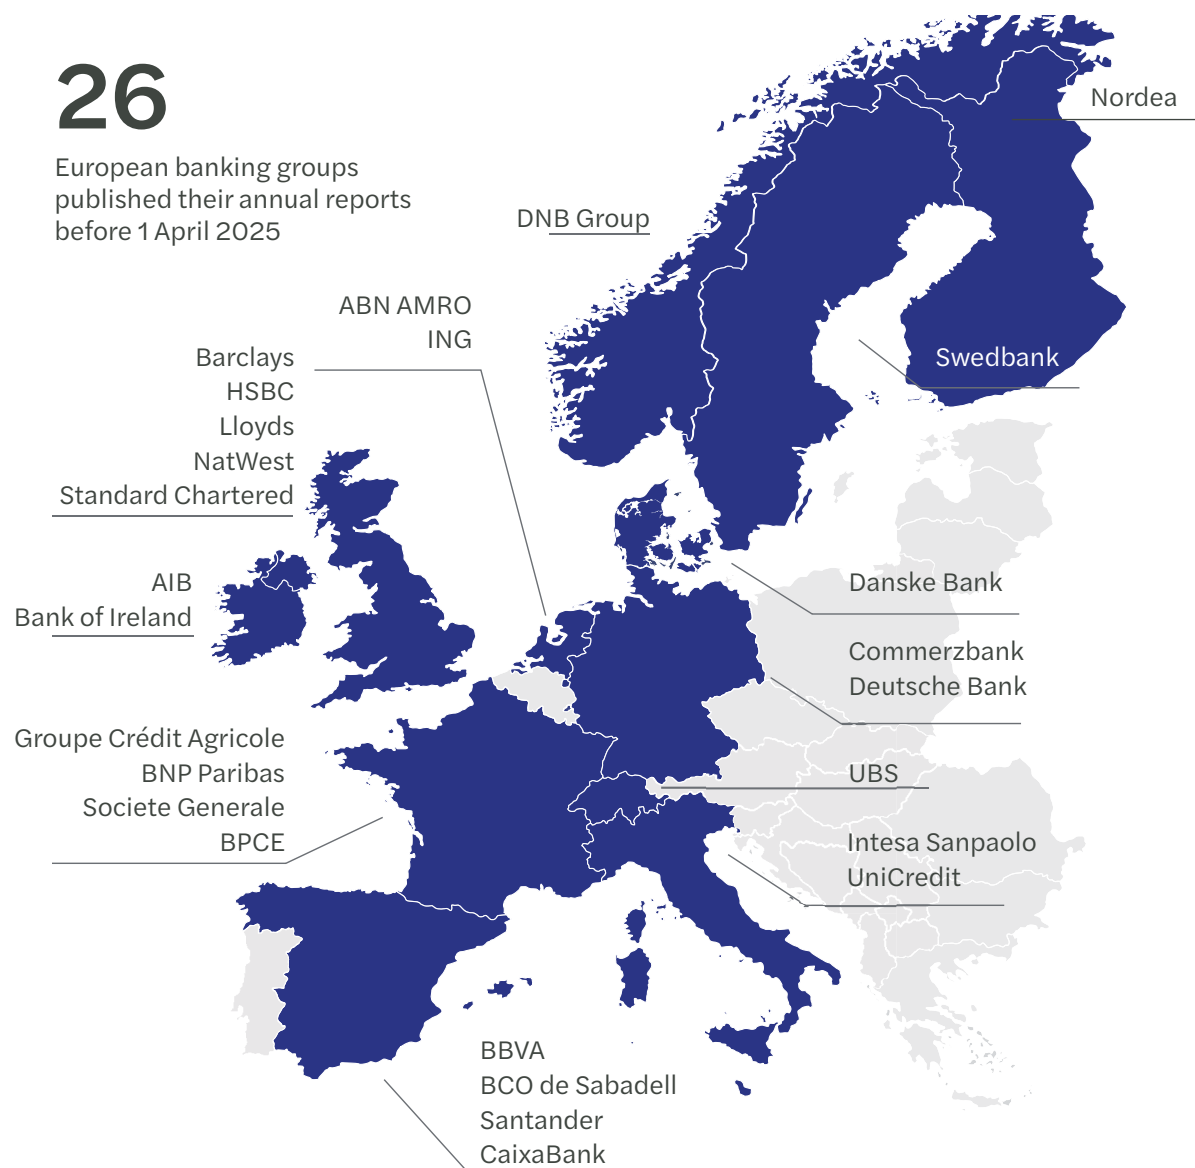 26
European banking groups
published their annual reports
before 1 April 2025
Nordea
DNB Group
ABN AMRO
ING
Barclays
HSBC
Lloyds
NatWest
Standard Chartered
Swedbank
AIB
Bank of Ireland
Danske Bank
Commerzbank
Deutsche Bank
Groupe Crédit Agricole
BNP Paribas
Societe Generale
BPCE
UBS
Intesa Sanpaolo
UniCredit
BBVA
BCO de Sabadell
Santander
CaixaBank